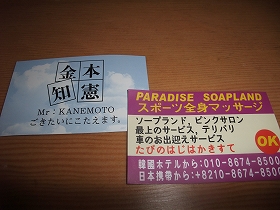 金本
知憲
Mr：KANEMOTO
ごきたいにこたえます。
PARADISE SOAPLAND
スポーツ全身マッサージ
ソープランド, ピンクサロン
最上のサービス, テリバリ
車のお出迎えサービス
たびのはじはかきすて
OK
韓國ホテルから:010-8674-8500
日本携帶から:+8210-8674-8500